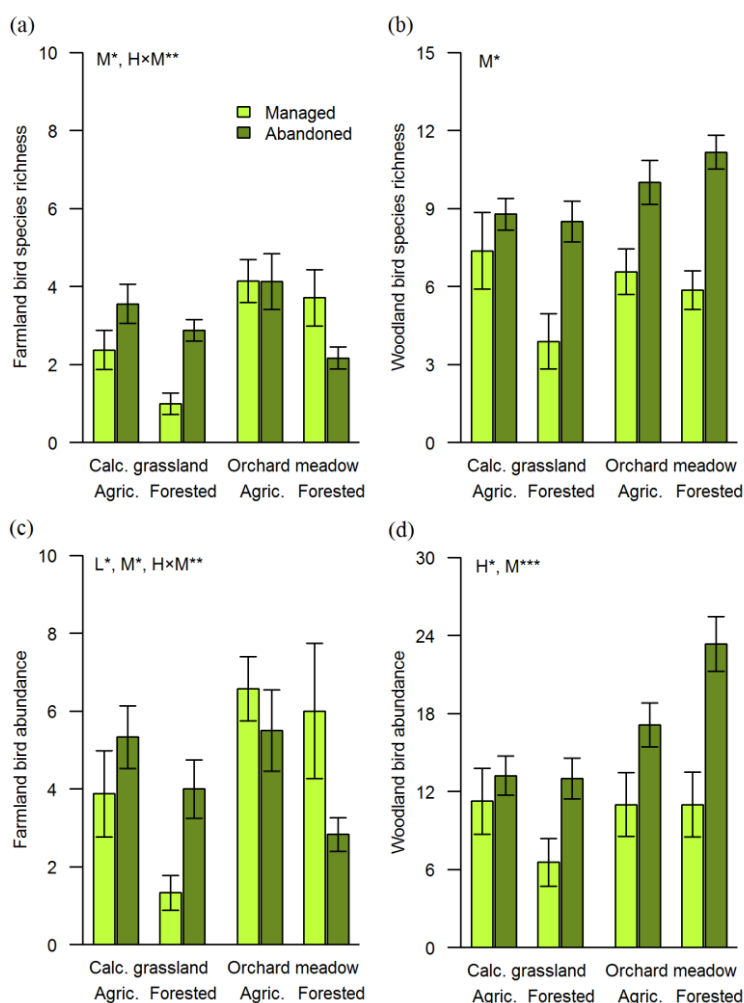 (a)
10
8
6
4
2
0
Farmland bird species richness
M*, H×M**
Managed
Abandoned
Calc. grassland Orchard meadow
Agric. Forested Agric. Forested
(b)
15
12
9
6
3
0
Woodland bird species richness
M*
Calc. grassland Orchard meadow
Agric. Forested Agric. Forested
(c)
10
8
6
4
2
0
Farmland bird abundance
L*, M*, H×M**
Calc. grassland Orchard meadow
Agric. Forested Agric. Forested
(d)
30
24
18
12
6
0
Woodland bird abundance
H*, M***
Calc. grassland Orchard meadow
Agric. Forested Agric. Forested